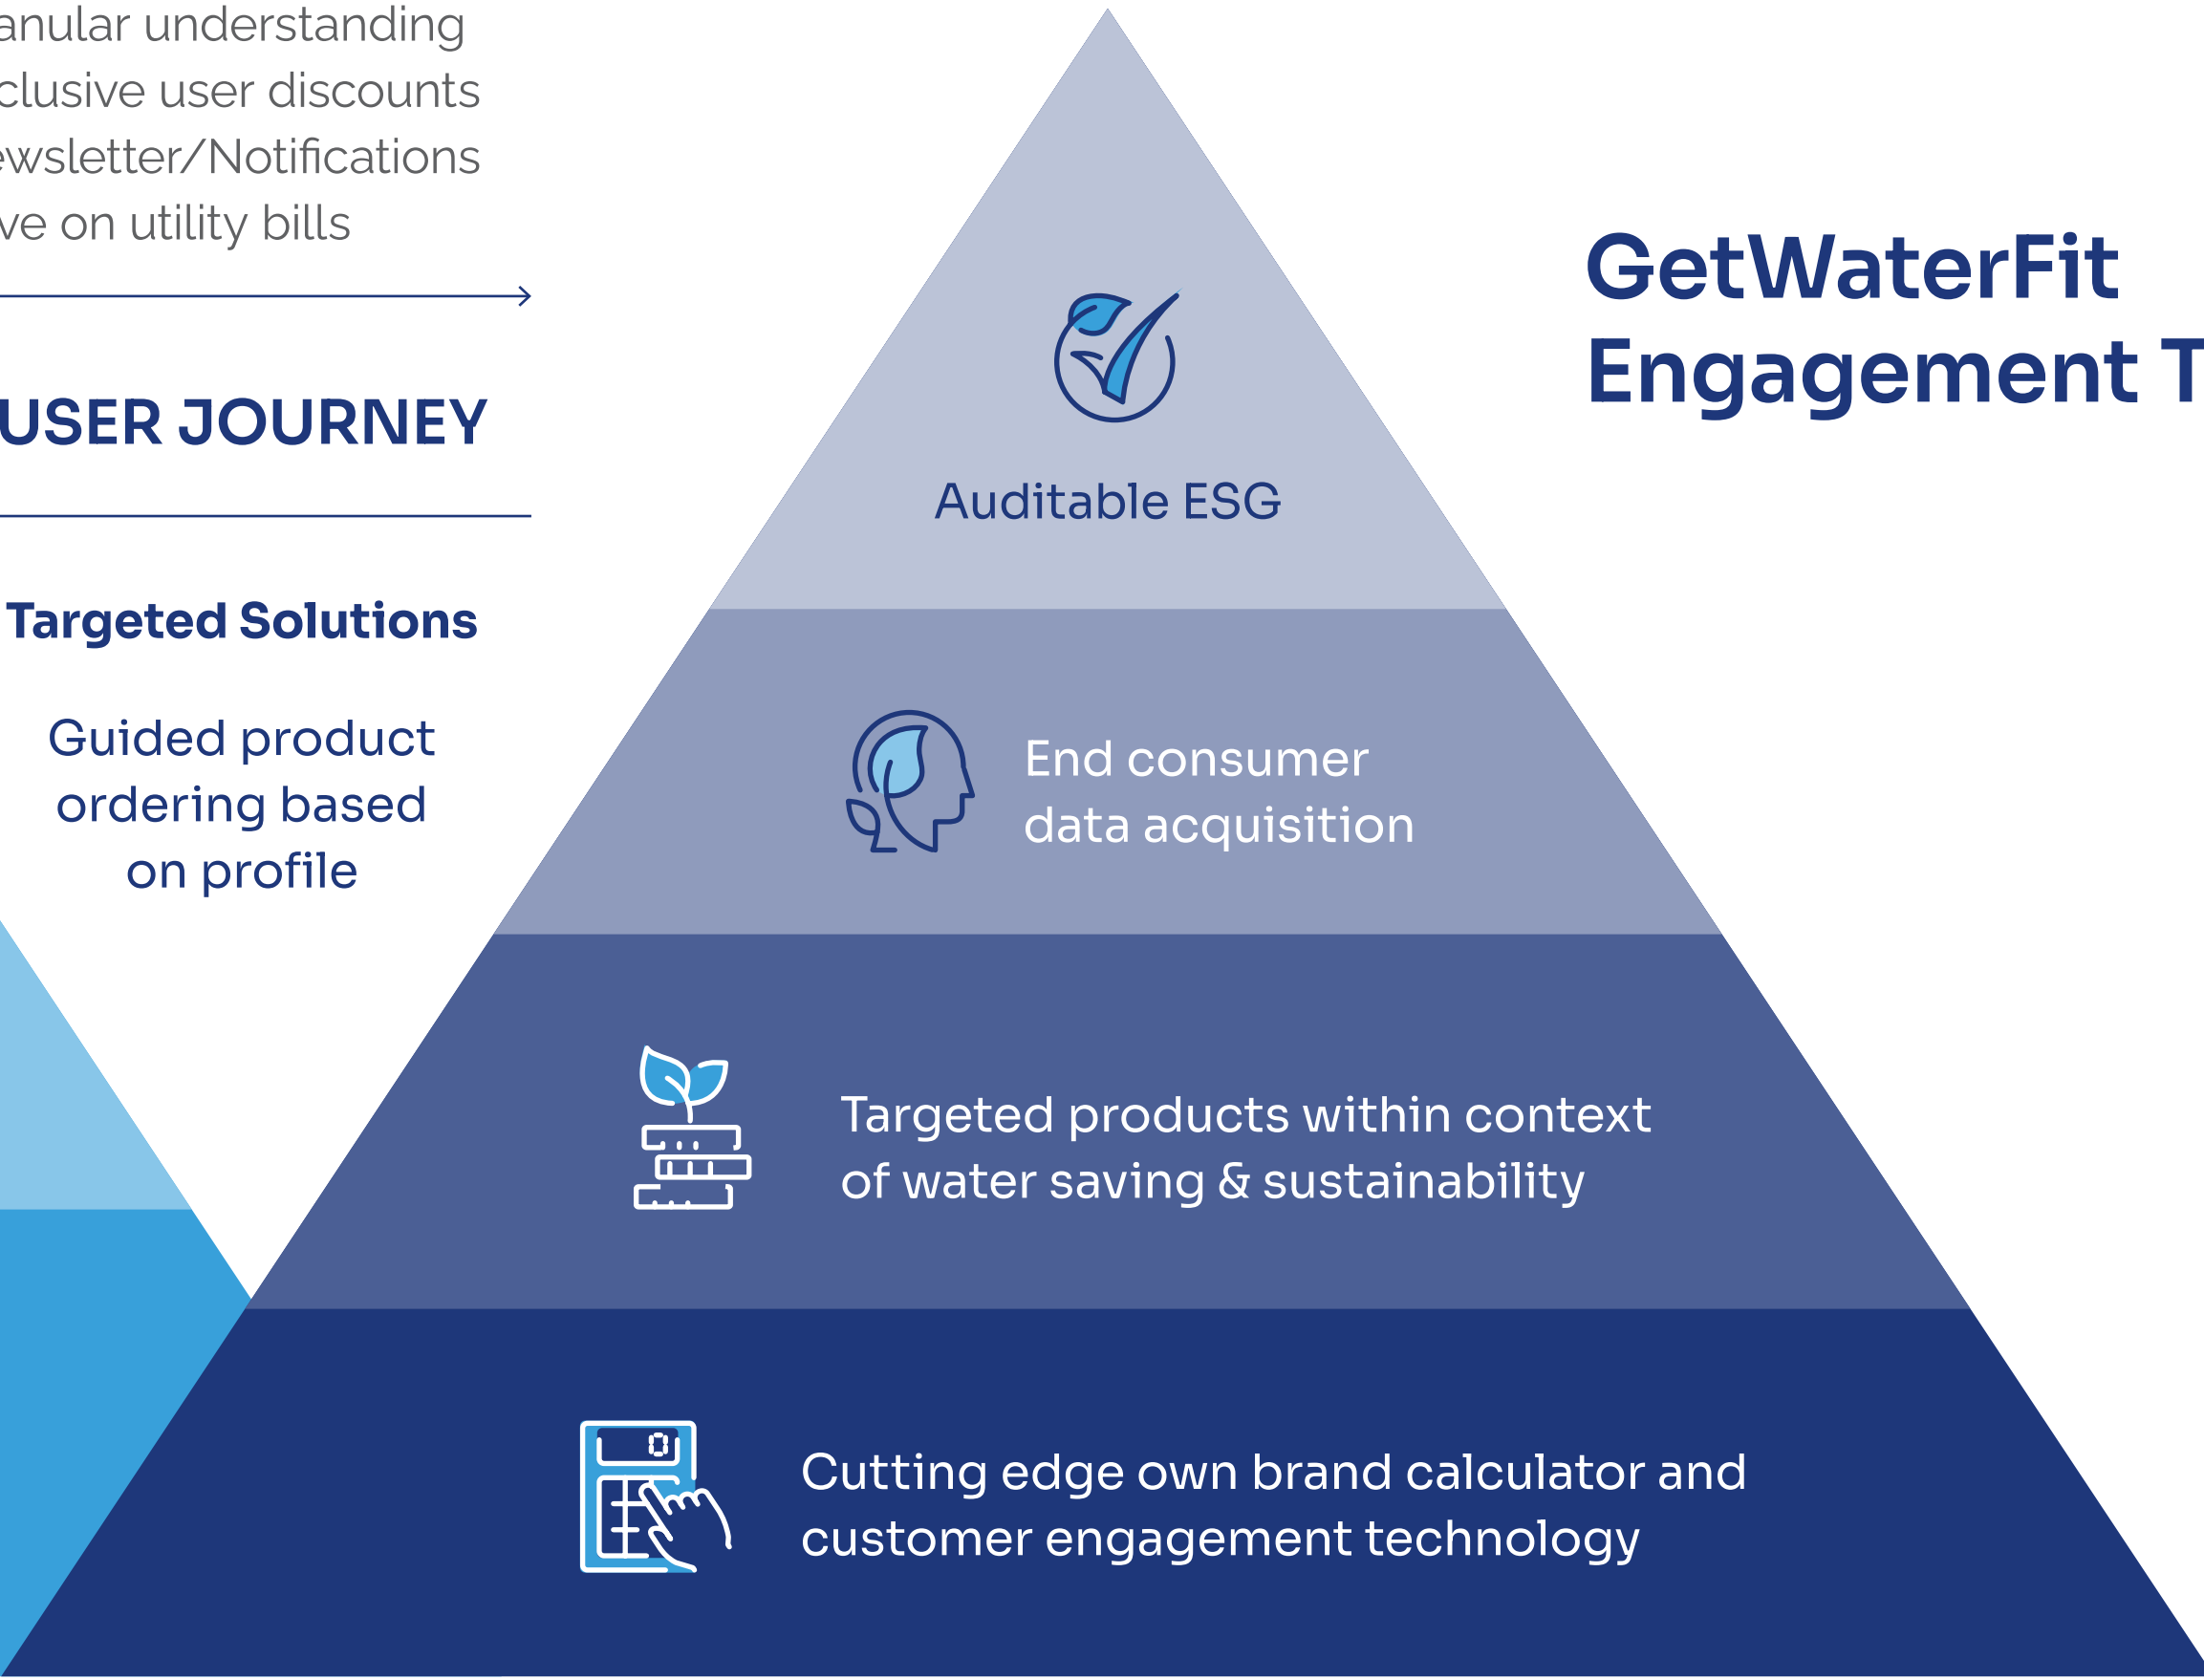 anular understanding
clusive user discounts
ewsletter/Notifications
ve on utility bills
USER JOURNEY
Targeted Solutions
Guided product
ordering based
on profile
Auditable ESG
End consumer
data acquisition
Targeted products within context
of water saving & sustainability
Cutting edge own brand calculator and
customer engagement technology
GetWaterFit
Engagement T